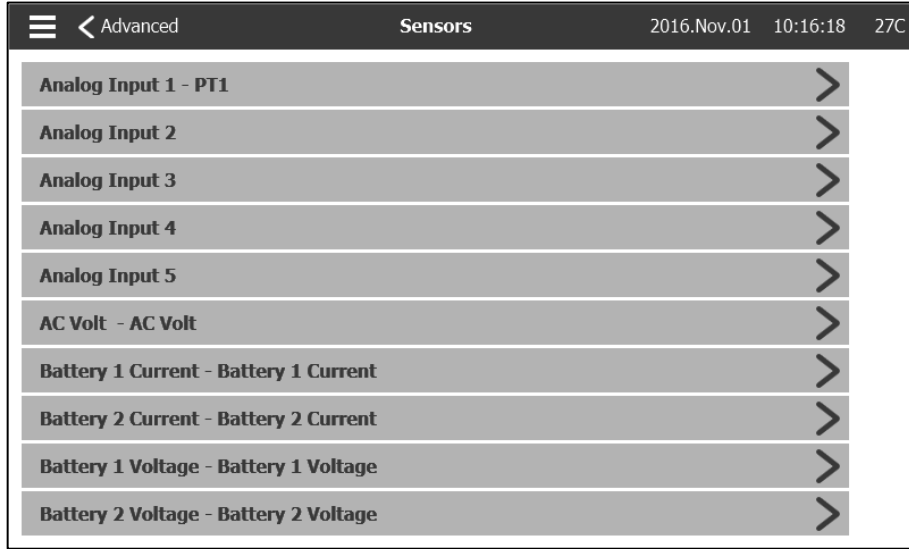 Advanced Sensors 2016.Nov.01 10:16:18 27C
Analog Input 1 - PT1
Analog Input 2
Analog Input 3
Analog Input 4
Analog Input 5
AC Volt - AC Volt
Battery 1 Current - Battery 1 Current
Battery 2 Current - Battery 2 Current
Battery 1 Voltage - Battery 1 Voltage
Battery 2 Voltage - Battery 2 Voltage